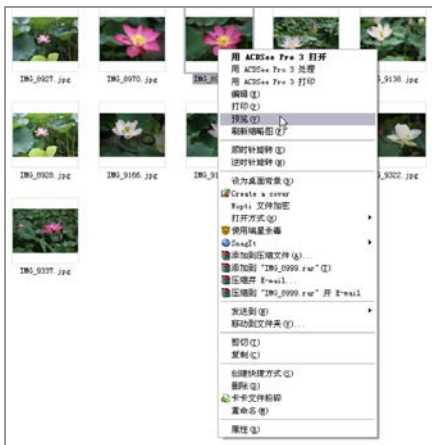 IMG_8927.jpg
IMG_8970.jpg
IMG_9138.jpg
IMG_8928.jpg
IMG_9166.jpg
IMG_9322.jpg
IMG_9337.jpg
用 ACDSee Pro 3 打开
用 ACDSee Pro 3 处理
用 ACDSee Pro 3 打印
编辑(E)
打印(P)
预览(V)
刷新缩略图(F)
顺时针旋转(K)
逆时针旋转(W)
设为桌面背景(B)
Create a cover
Wopti 文件加密
打开方式(H)
使用瑞星杀毒
SnagIt
添加到压缩文件(A)...
添加到 "IMG_8999.rar"(T)
压缩并 E-mail...
压缩到 "IMG_8999.rar" 并 E-mail
发送到(N)
移动到文件夹(V)...
剪切(T)
复制(C)
创建快捷方式(S)
删除(D)
卡卡文件粉碎
重命名(M)
属性(R)